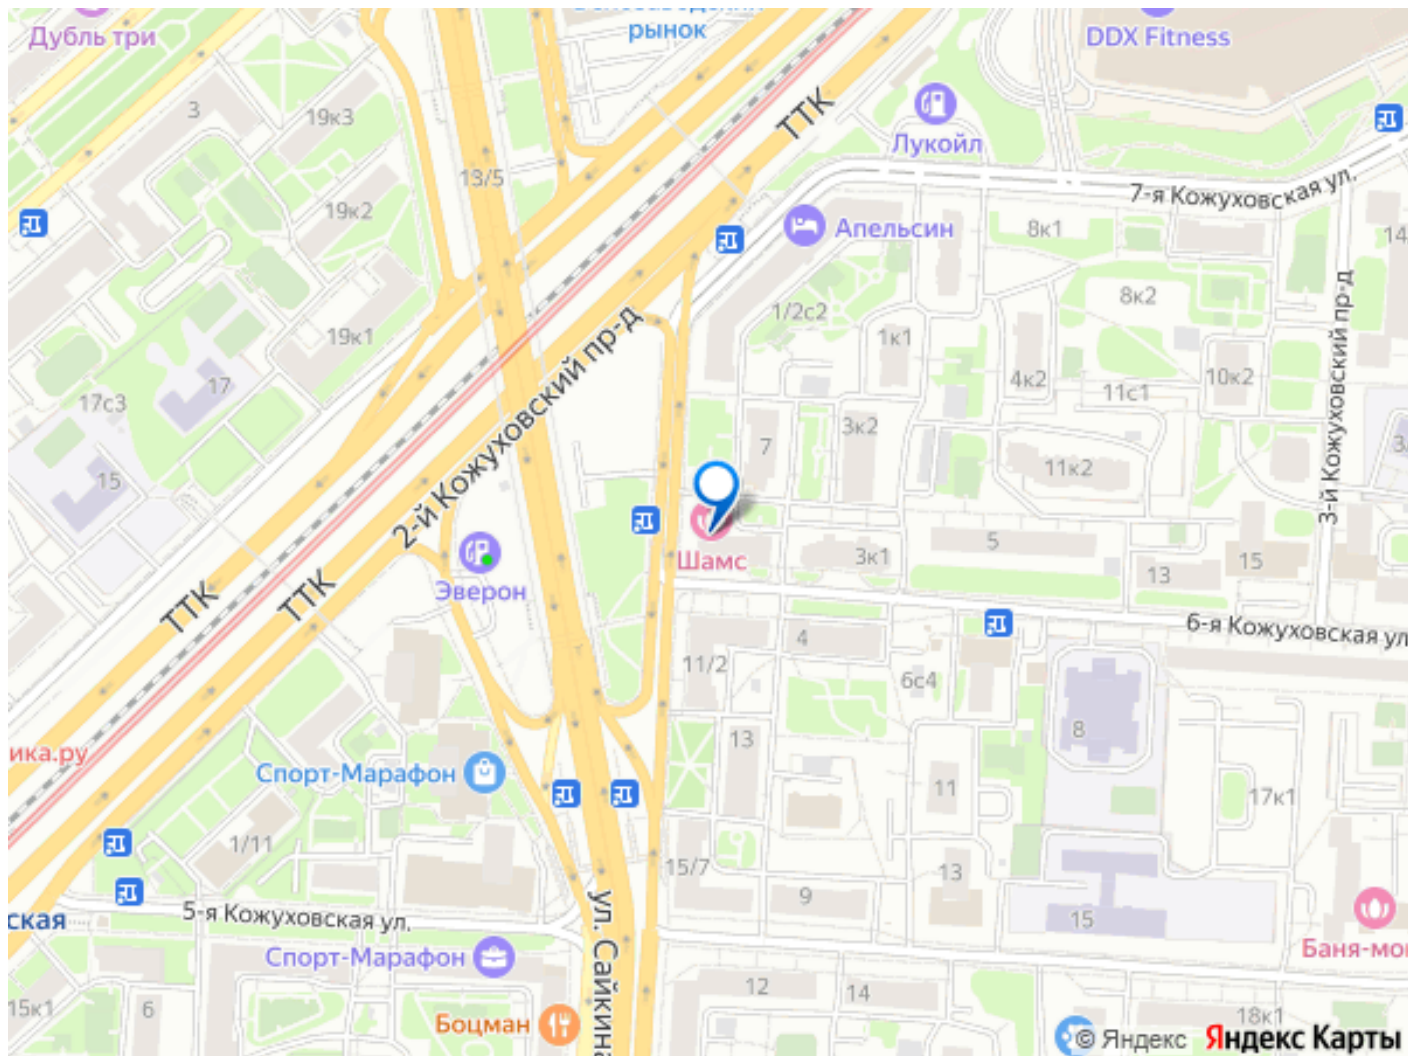 Дубль три
рынок
DDX Fitness
3
19к3
ТТК
Лукойл
13/5
7-я Кожуховская ул.
19к2
Апельсин
8к1
14
8к2
1/2с2
19к1
1к1
2-й Кожуховский пр-д
3-й Кожуховский пр-д
17
4к2
10к2
11с1
17с3
3к2
7
11к2
15
Шамс
5
3к1
15
13
Эверон
ТТК
ТТК
6-я Кожуховская ул.
4
11/2
6с4
8
13
ика.ру
Спорт-Марафон
11
17к1
1/11
15/7
13
9
ская
5-я Кожуховская ул.
15
ул. Сайкина
Спорт-Марафон
Баня-мо
12
14
15к1
6
Боцман
18к1
© Яндекс Яндекс Карты